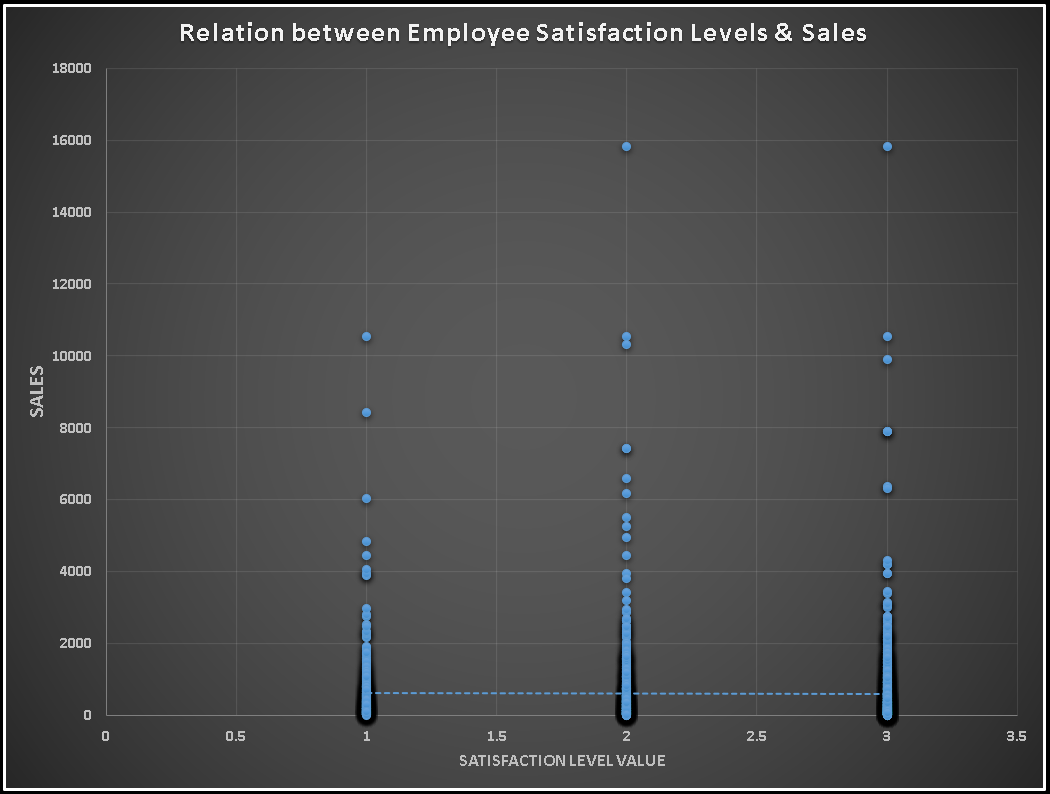 Relation between Employee Satisfaction Levels & Sales
18000
16000
14000
12000
10000
8000
6000
4000
2000
0
SALES
0 0.5 1 1.5 2 2.5 3 3.5
SATISFACTION LEVEL VALUE